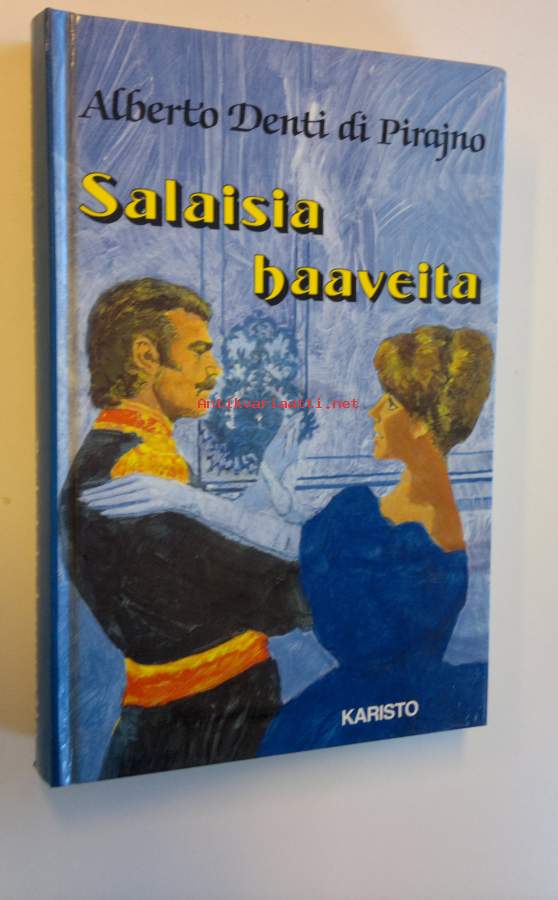 Alberto Denti di Pirajno
Salaisia
haaveita
Antikvariaatti.net
KARISTO